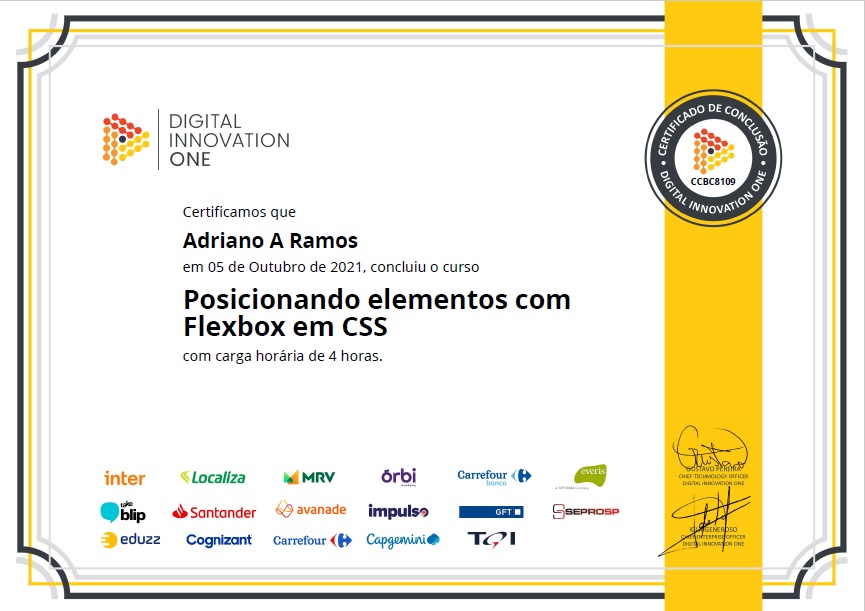 DIGITAL
INNOVATION
ONE
CERTIFICADO DE CONCLUSÃO
CCBC8109
DIGITAL INNOVATION ONE
Certificamos que
Adriano A Ramos
em 05 de Outubro de 2021, concluiu o curso
Posicionando elementos com
Flexbox em CSS
com carga horária de 4 horas.
GUSTAVO PEREIRA
CHIEF TECHNOLOGY OFFICER
DIGITAL INNOVATION ONE
inter Localiza MRV órbi Carrefour banco everis
take blip Santander avanade impulso GFT SEPROSP
eduzz Cognizant Carrefour Capgemini TQI
CHIEF ENTERPRISE OFFICER
DIGITAL INNOVATION ONE